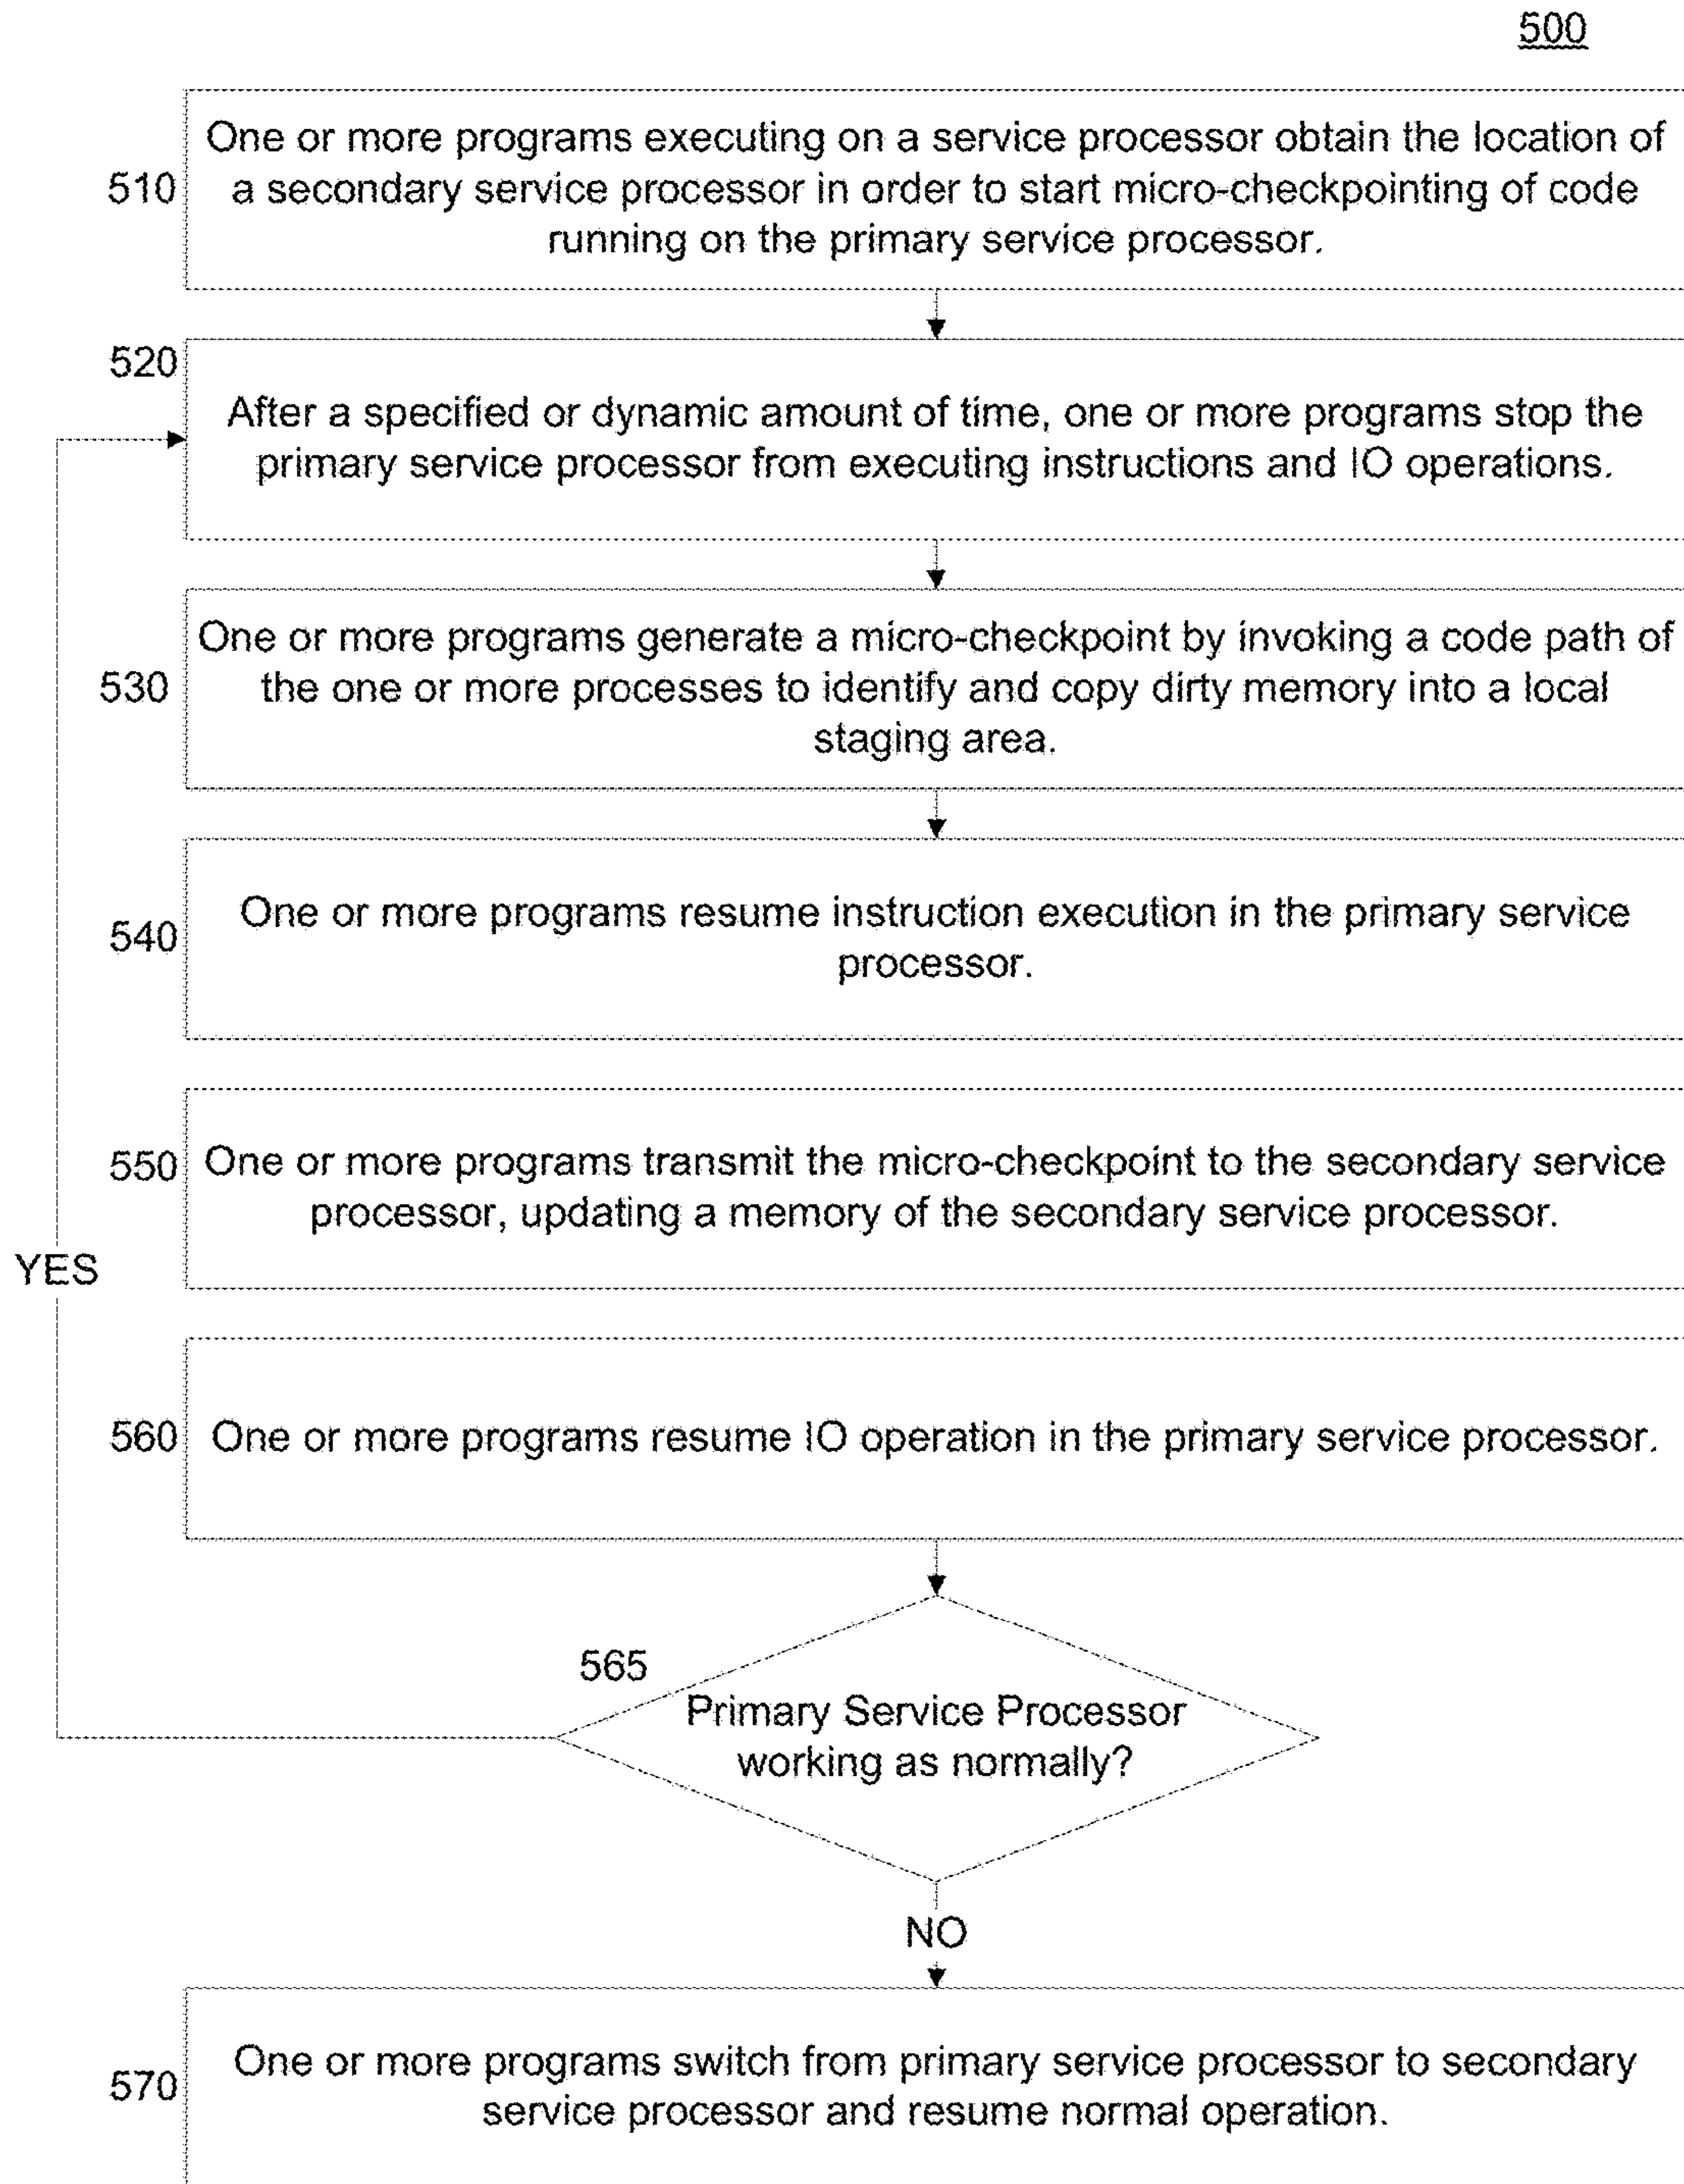 500
One or more programs executing on a service processor obtain the location of
510
a secondary service processor in order to start micro-checkpointing of code
running on the primary service processor.
520
After a specified or dynamic amount of time, one or more programs stop the
primary service processor from executing instructions and IO operations.
One or more programs generate a micro-checkpoint by invoking a code path of
530
the one or more processes to identify and copy dirty memory into a local
staging area.
One or more programs resume instruction execution in the primary service
540
processor.
550
One or more programs transmit the micro-checkpoint to the secondary service
processor, updating a memory of the secondary service processor.
YES
560
One or more programs resume IO operation in the primary service processor.
565
Primary Service Processor
working as normally?
NO
One or more programs switch from primary service processor to secondary
570
service processor and resume normal operation.